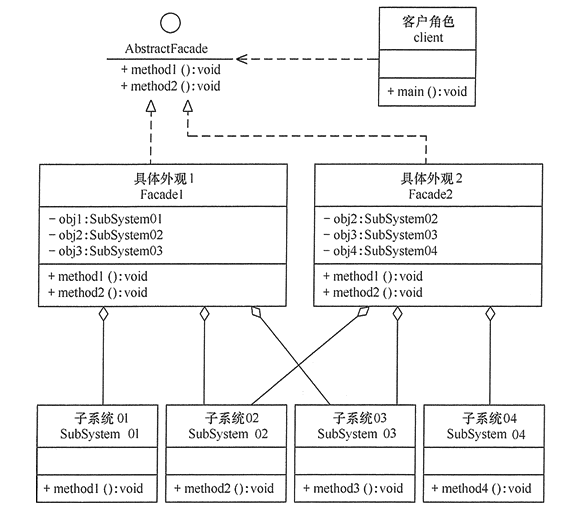 AbstractFacade
+ method1 ( ): void
+ method2 ( ): void
客户角色
client
+ main ( ): void
具体外观 1
Facade1
- obj1:SubSystem01
- obj2:SubSystem02
- obj3:SubSystem03
+ method1 ( ): void
+ method2 ( ): void
具体外观 2
Facade2
- obj2:SubSystem02
- obj3:SubSystem03
- obj4:SubSystem04
+ method1 ( ): void
+ method2 ( ): void
子系统 01
SubSystem 01
+ method1 ( ): void
子系统02
SubSystem 02
+ method2 ( ): void
子系统03
SubSystem 03
+ method3 ( ): void
子系统04
SubSystem 04
+ method4 ( ): void